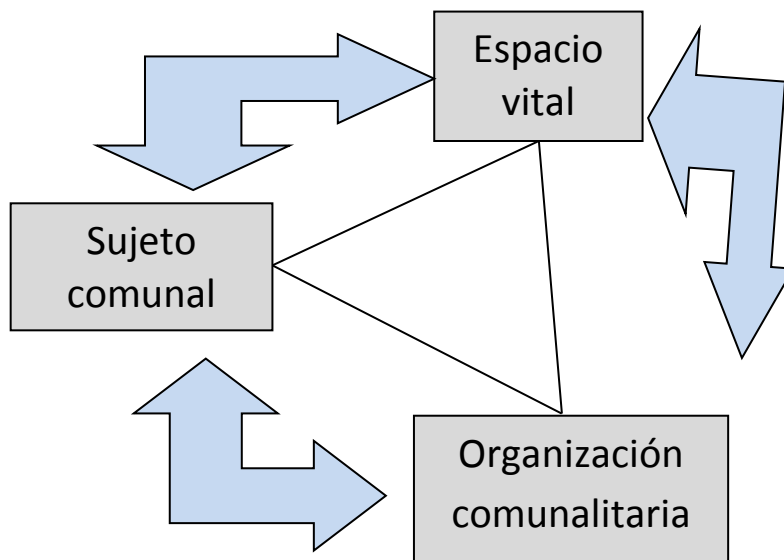 Espacio
vital
Sujeto
comunal
Organización
comunalitaria